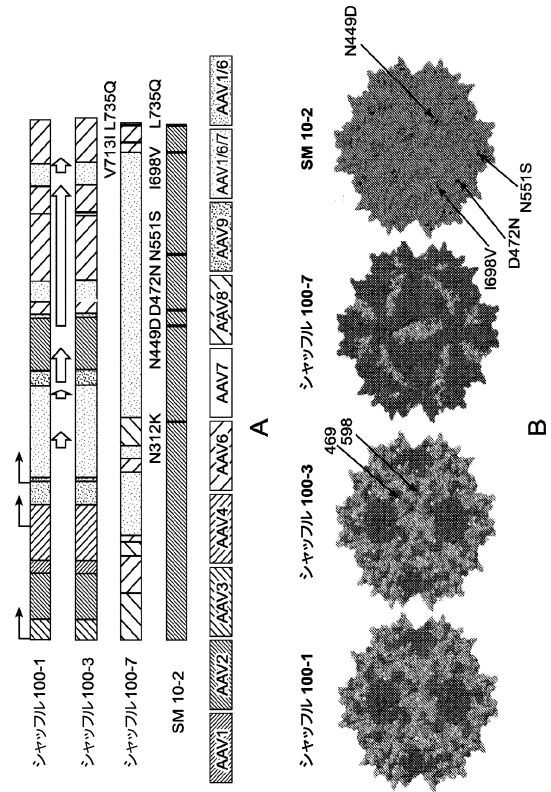 シャッフル 100-1
シャッフル 100-3
シャッフル 100-7
V713I L735Q
SM 10-2
N312K N449D D472N N551S I698V L735Q
AAV1 AAV2 AAV3 AAV4 AAV6 AAV7 AAV8 AAV9 AAV1/6/7 AAV1/6
A
シャッフル 100-1 シャッフル 100-3 シャッフル 100-7 SM 10-2
469
598
N449D
I698V
D472N
N551S
B